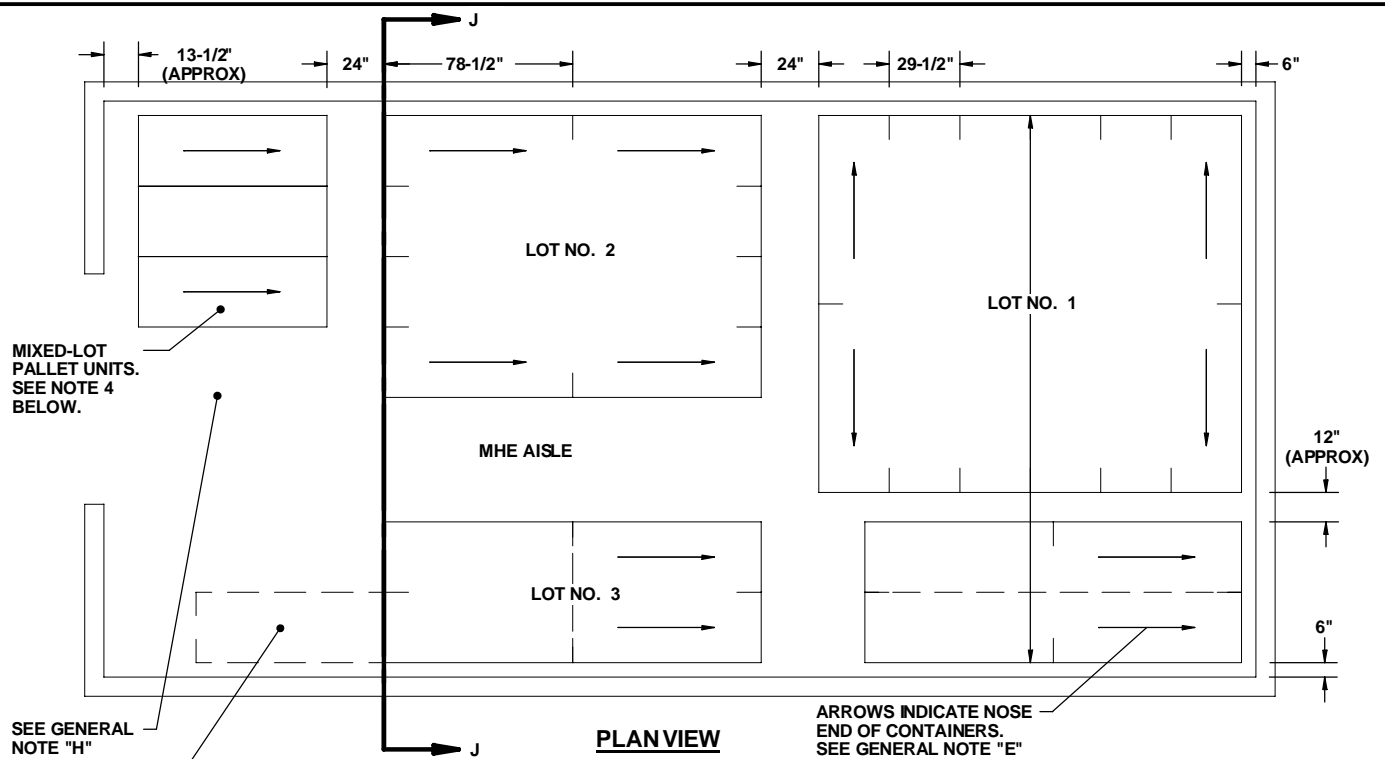 J
13-1/2"
(APPROX)
24"
78-1/2"
24"
29-1/2"
6"
LOT NO. 2
LOT NO. 1
MIXED-LOT
PALLET UNITS.
SEE NOTE 4
BELOW.
MHE AISLE
12"
(APPROX)
LOT NO. 3
6"
SEE GENERAL
NOTE "H"
J
PLAN VIEW
ARROWS INDICATE NOSE
END OF CONTAINERS.
SEE GENERAL NOTE "E"